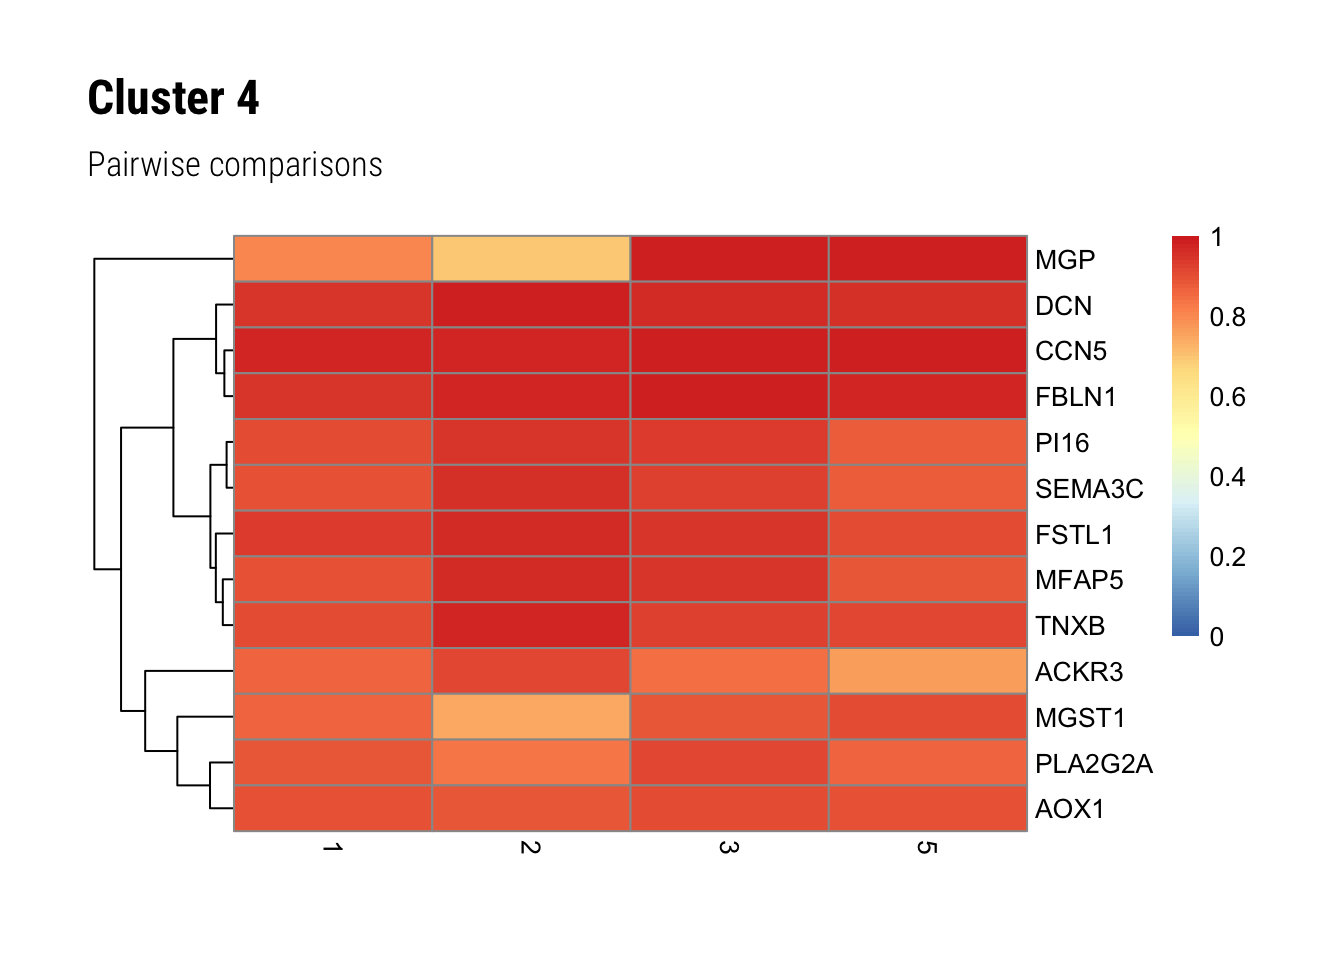 Cluster 4
Pairwise comparisons
MGP
DCN
CCN5
FBLN1
PI16
SEMA3C
FSTL1
MFAP5
TNXB
ACKR3
MGST1
PLA2G2A
AOX1
1
2
3
5
1
0.8
0.6
0.4
0.2
0